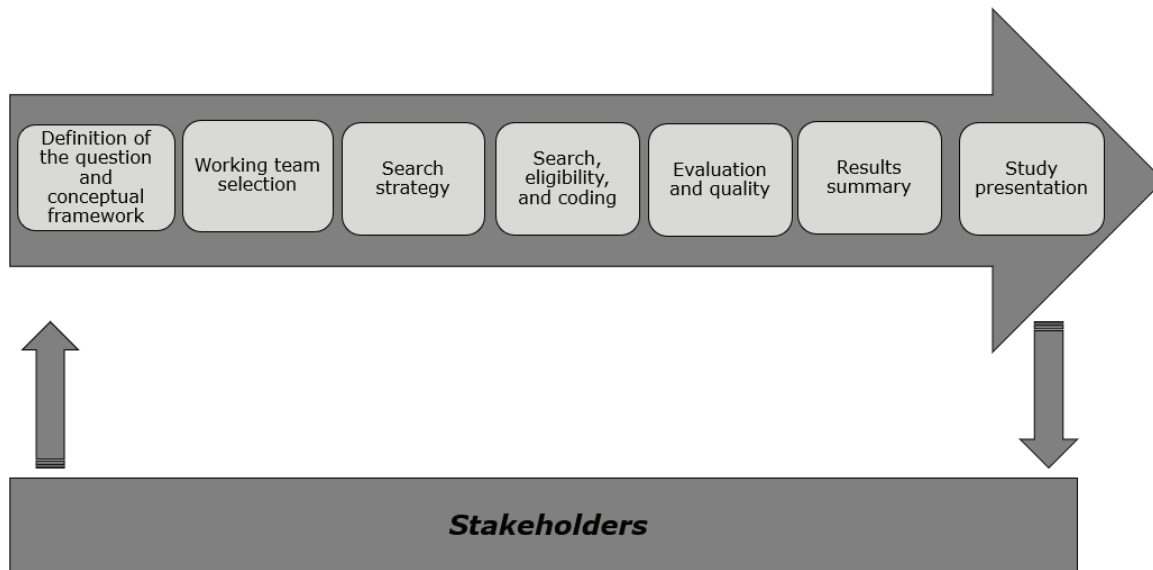 Definition of
the question
and
conceptual
framework
Working team
selection
Search
strategy
Search,
eligibility,
and coding
Evaluation
and quality
Results
summary
Study
presentation
Stakeholders